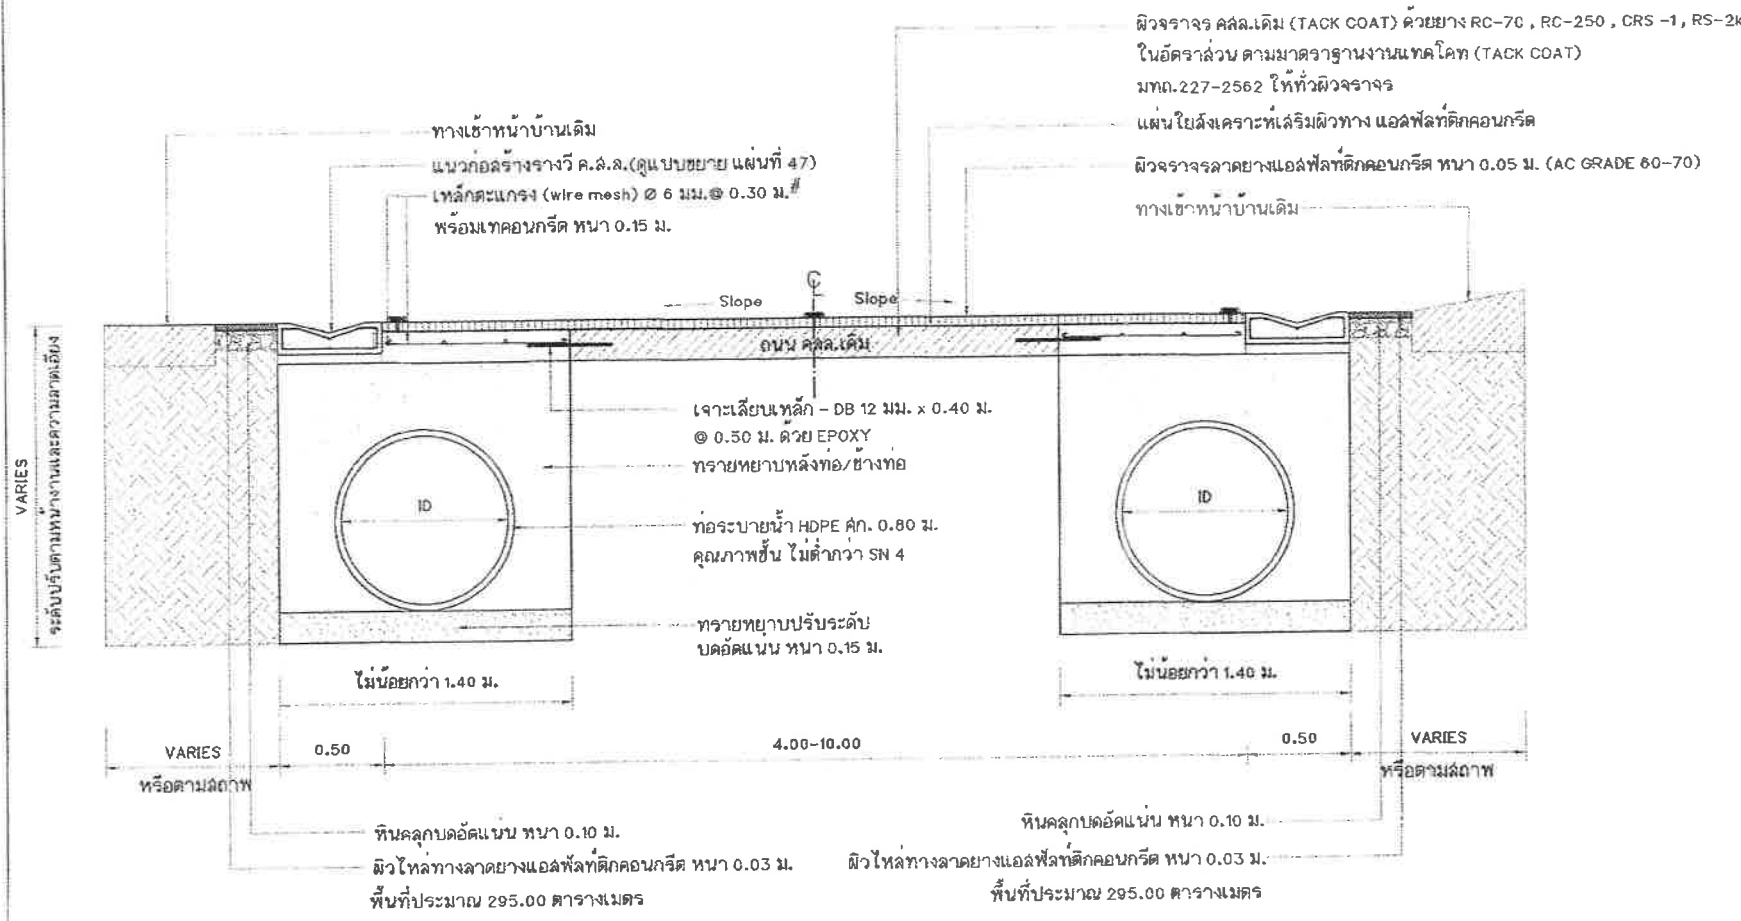 ผิวจราจร คสล.เดิม (TACK COAT) ด้วยยาง RC-70 , RC-250 , CRS -1, RS-2k
ในอัตราส่วน ตามมาตราฐานงานแทคโคท (TACK COAT)
มทถ.227-2562 ให้ทั่วผิวจราจร
แผ่นใยสังเคราะห์เสริมผิวทาง แอสฟัลท์ติกคอนกรีต
ผิวจราจรลาดยางแอสฟัลท์ติกคอนกรีต หนา 0.05 ม. (AC GRADE 60-70)
ทางเข้าหน้าบ้านเดิม
ทางเข้าหน้าบ้านเดิม
แนวก่อสร้างรางวี ค.ส.ล.(ดูแบบขยาย แผ่นที่ 47)
เหล็กตะแกรง (wire mesh) Ø 6 มม.@ 0.30 ม.#
พร้อมเทคอนกรีต หนา 0.15 ม.
Slope
Slope
ถนน คสล.เดิม
เจาะเสียบเหล็ก - DB 12 มม. x 0.40 ม.
@ 0.50 ม. ด้วย EPOXY
ทรายหยาบหลังท่อ/ข้างท่อ
ID
ID
ท่อระบายน้ำ HDPE ศก. 0.80 ม.
คุณภาพชั้น ไม่ต่ำกว่า SN 4
ทรายหยาบปรับระดับ
บดอัดแน่น หนา 0.15 ม.
VARIES
ระดับปรับตามหน้างานและความลาดเอียง
ไม่น้อยกว่า 1.40 ม.
ไม่น้อยกว่า 1.40 ม.
VARIES
0.50
4.00-10.00
0.50
VARIES
หรือตามสภาพ
หรือตามสภาพ
หินคลุกบดอัดแน่น หนา 0.10 ม.
ผิวไหล่ทางลาดยางแอสฟัลท์ติกคอนกรีต หนา 0.03 ม.
พื้นที่ประมาณ 295.00 ตารางเมตร
หินคลุกบดอัดแน่น หนา 0.10 ม.
ผิวไหล่ทางลาดยางแอสฟัลท์ติกคอนกรีต หนา 0.03 ม.
พื้นที่ประมาณ 295.00 ตารางเมตร